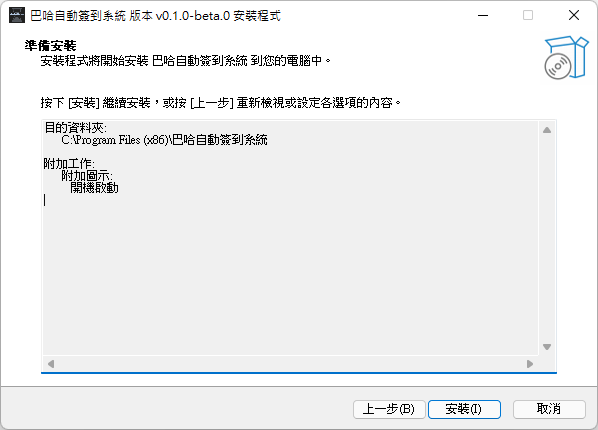 巴哈自動簽到系統 版本 v0.1.0-beta.0 安裝程式
準備安裝
安裝程式將開始安裝 巴哈自動簽到系統 到您的電腦中。
按下 [安裝] 繼續安裝，或按 [上一步] 重新檢視或設定各選項的內容。
目的資料夾:
C:\Program Files (x86)\巴哈自動簽到系統
附加工作:
附加圖示:
開機啟動
上一步(B)
安裝(I)
取消